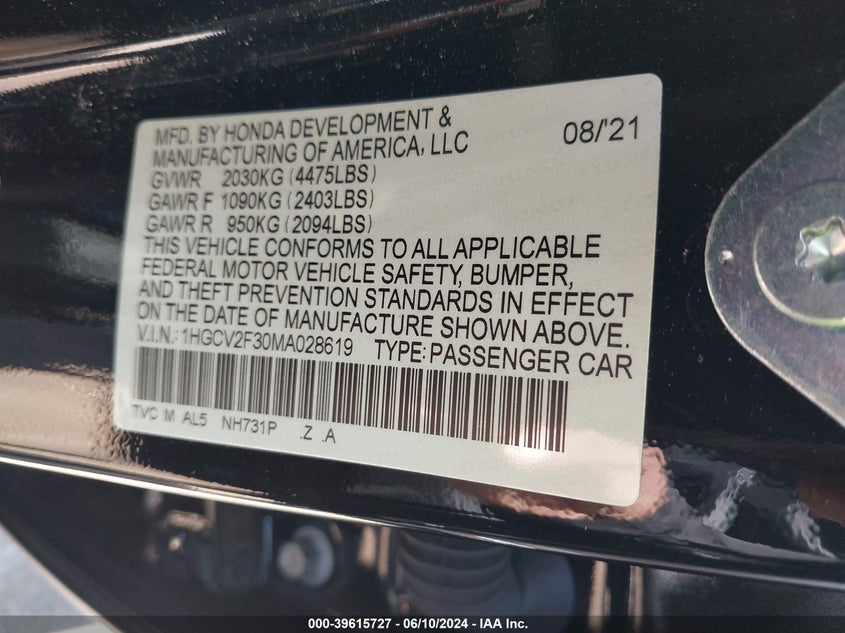 MFD. BY HONDA DEVELOPMENT & 08/'21
MANUFACTURING OF AMERICA, LLC
GVWR 2030KG (4475LBS)
GAWR F 1090KG (2403LBS)
GAWR R 950KG (2094LBS)
THIS VEHICLE CONFORMS TO ALL APPLICABLE
FEDERAL MOTOR VEHICLE SAFETY, BUMPER,
AND THEFT PREVENTION STANDARDS IN EFFECT
ON THE DATE OF MANUFACTURE SHOWN ABOVE.
V.I.N.: 1HGCV2F30MA028619 TYPE: PASSENGER CAR
TVC M AL5 NH731P .Z .A
000-39615727 - 06/10/2024 - IAA Inc.